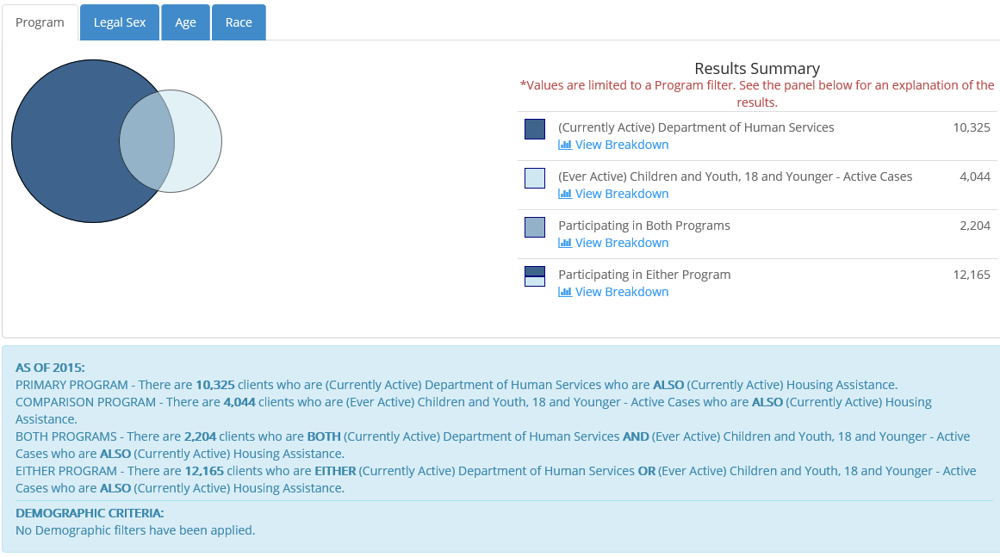 Program
Legal Sex
Age
Race
Results Summary
*Values are limited to a Program filter. See the panel below for an explanation of the
results.
(Currently Active) Department of Human Services 10,325
View Breakdown
(Ever Active) Children and Youth, 18 and Younger - Active Cases 4,044
View Breakdown
Participating in Both Programs 2,204
View Breakdown
Participating in Either Program 12,165
View Breakdown
AS OF 2015:
PRIMARY PROGRAM - There are 10,325 clients who are (Currently Active) Department of Human Services who are ALSO (Currently Active) Housing Assistance.
COMPARISON PROGRAM - There are 4,044 clients who are (Ever Active) Children and Youth, 18 and Younger - Active Cases who are ALSO (Currently Active) Housing
Assistance.
BOTH PROGRAMS - There are 2,204 clients who are BOTH (Currently Active) Department of Human Services AND (Ever Active) Children and Youth, 18 and Younger - Active
Cases who are ALSO (Currently Active) Housing Assistance.
EITHER PROGRAM - There are 12,165 clients who are EITHER (Currently Active) Department of Human Services OR (Ever Active) Children and Youth, 18 and Younger - Active
Cases who are ALSO (Currently Active) Housing Assistance.
DEMOGRAPHIC CRITERIA:
No Demographic filters have been applied.